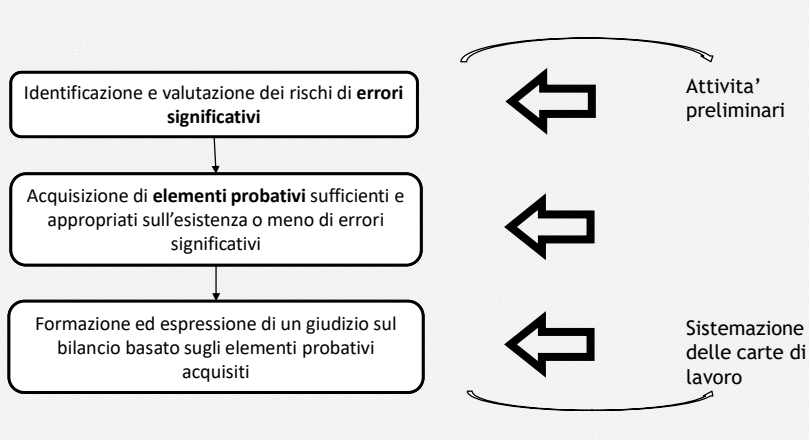 Identificazione e valutazione dei rischi di errori
significativi
Attivita’
preliminari
Acquisizione di elementi probativi sufficienti e
appropriati sull’esistenza o meno di errori
significativi
Formazione ed espressione di un giudizio sul
bilancio basato sugli elementi probativi
acquisiti
Sistemazione
delle carte di
lavoro